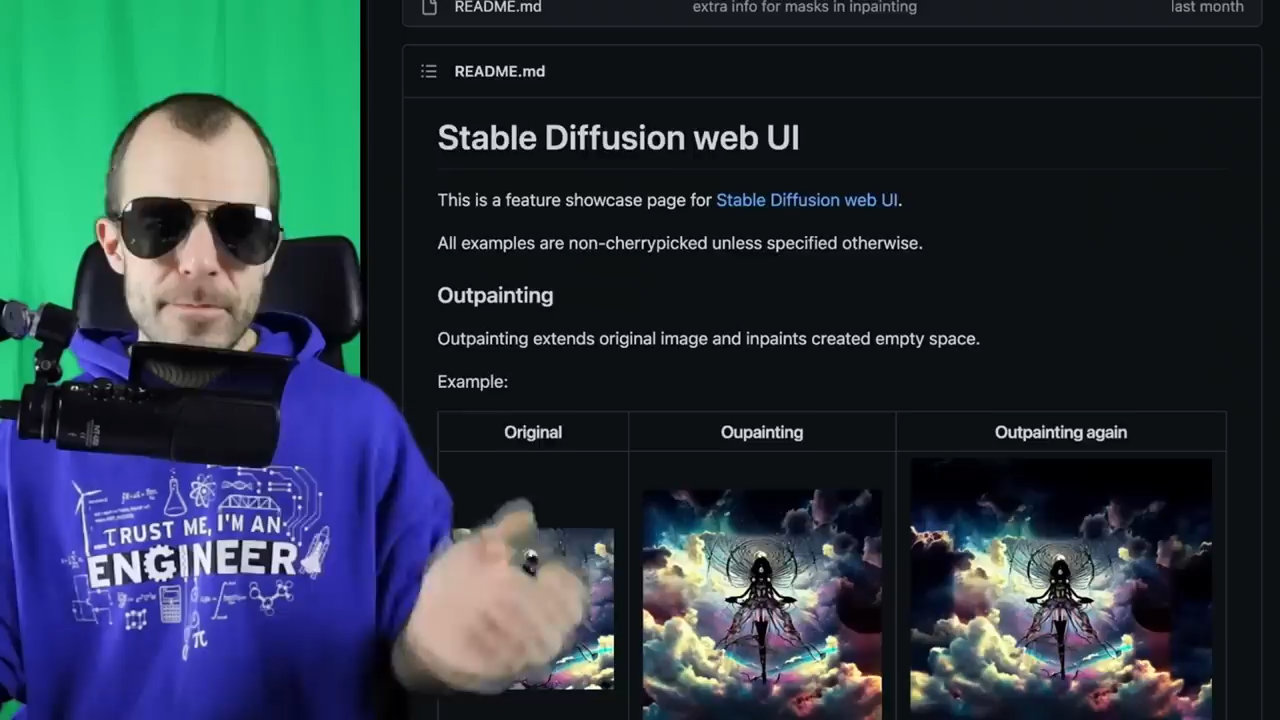 README.md extra info for masks in inpainting last month
README.md
Stable Diffusion web UI
This is a feature showcase page for Stable Diffusion web UI.
All examples are non-cherrypicked unless specified otherwise.
Outpainting
Outpainting extends original image and inpaints created empty space.
Example:
Original Oupainting Outpainting again
TRUST ME, I'M AN
ENGINEER
π